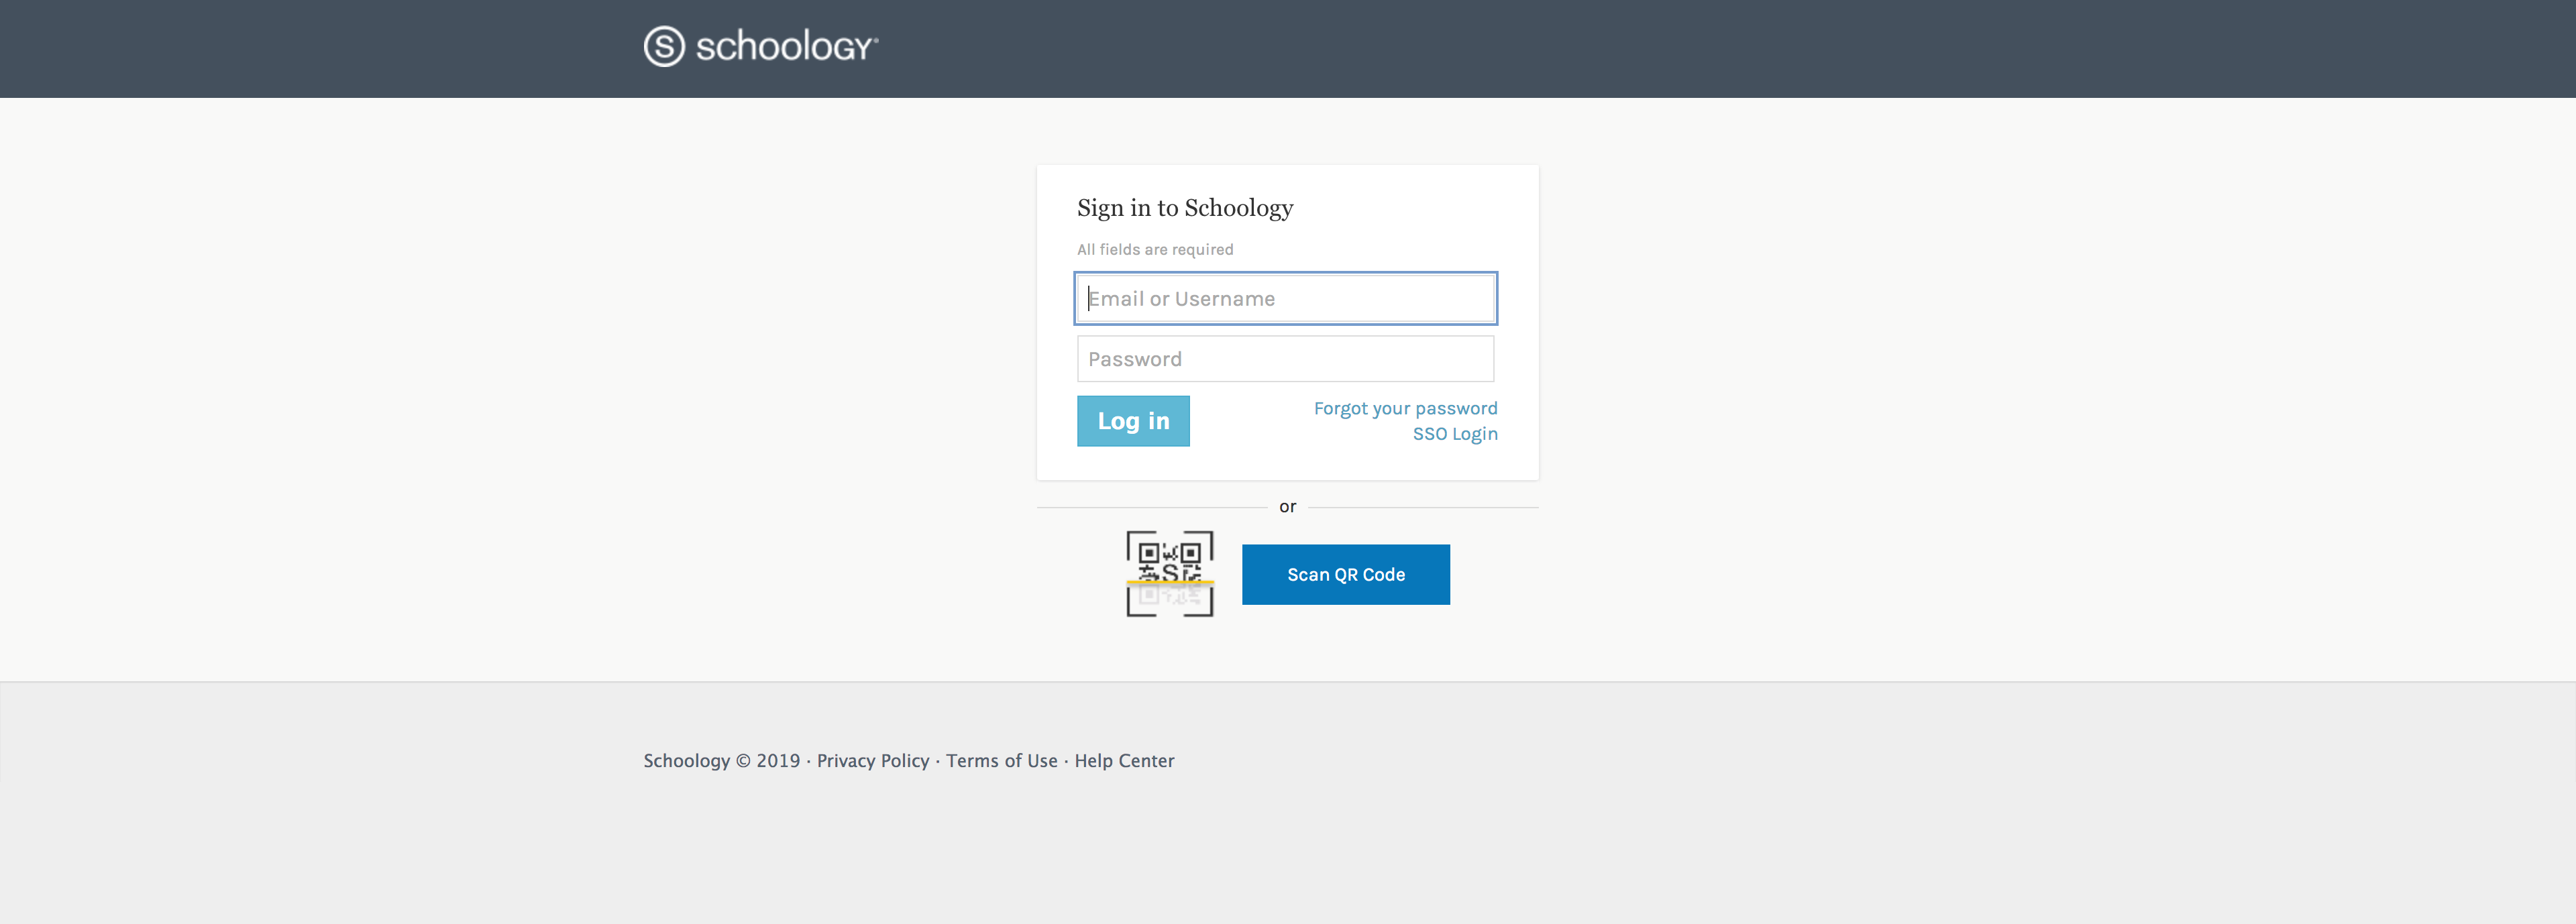 schoology®
Sign in to Schoology
All fields are required
Email or Username
Password
Log in
Forgot your password
SSO Login
or
S
Scan QR Code
Schoology © 2019 · Privacy Policy · Terms of Use · Help Center